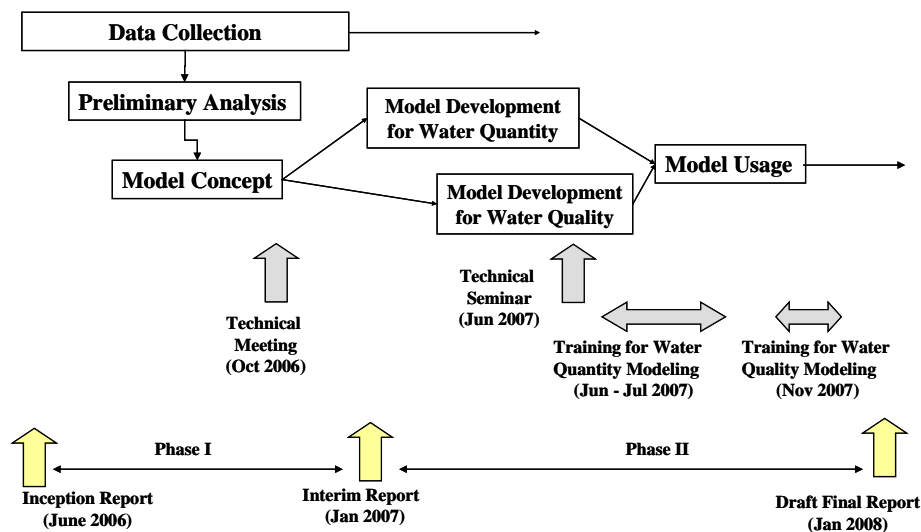 Data Collection
Preliminary Analysis
Model Concept
Model Development
for Water Quantity
Model Development
for Water Quality
Model Usage
Technical
Meeting
(Oct 2006)
Technical
Seminar
(Jun 2007)
Training for Water
Quantity Modeling
(Jun - Jul 2007)
Training for Water
Quality Modeling
(Nov 2007)
Phase I
Phase II
Inception Report
(June 2006)
Interim Report
(Jan 2007)
Draft Final Report
(Jan 2008)